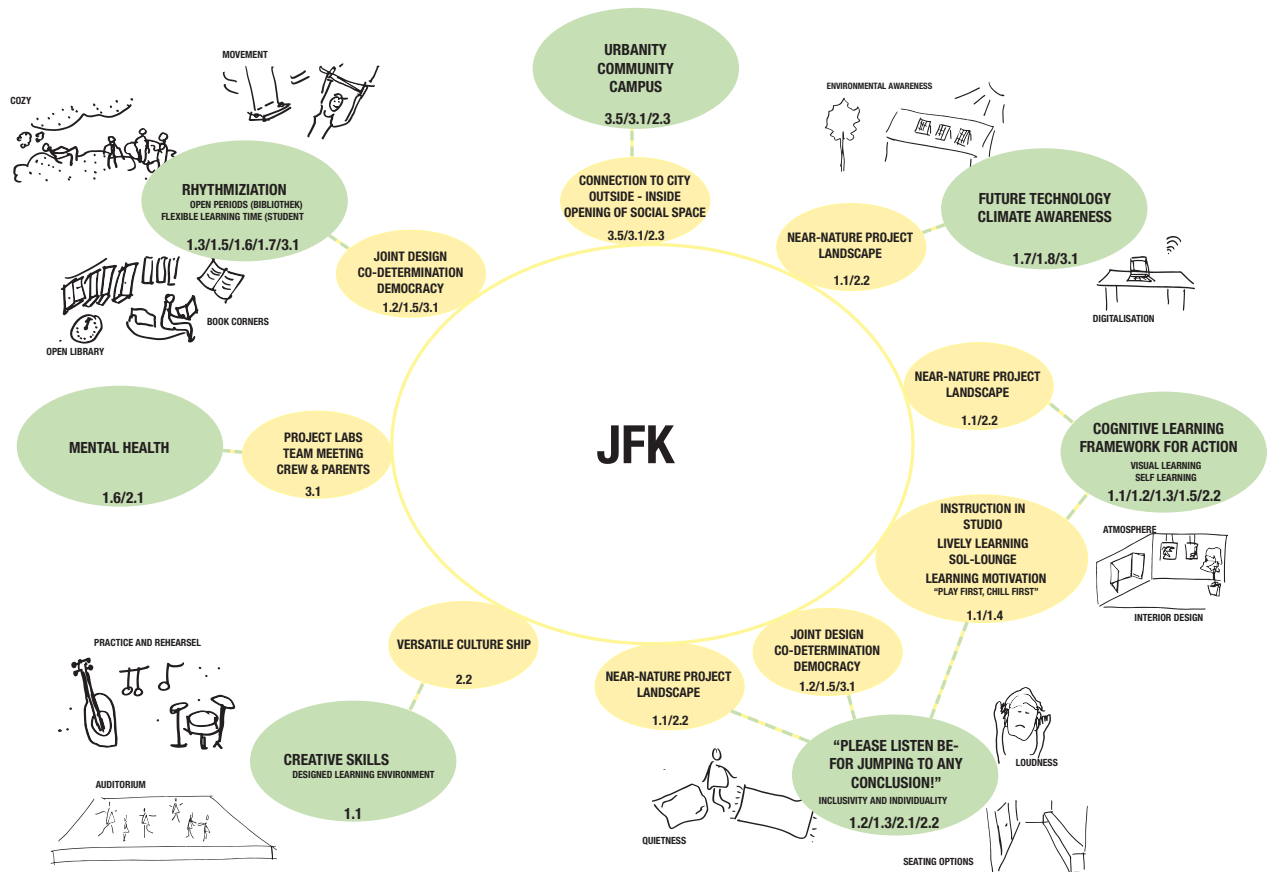 MOVEMENT
COZY
URBANITY
COMMUNITY
CAMPUS
3.5/3.1/2.3
ENVIRONMENTAL AWARENESS
RHYTHMIZIATION
OPEN PERIODS (BIBLIOTHEK)
FLEXIBLE LEARNING TIME (STUDENT
1.3/1.5/1.6/1.7/3.1
CONNECTION TO CITY
OUTSIDE - INSIDE
OPENING OF SOCIAL SPACE
3.5/3.1/2.3
FUTURE TECHNOLOGY
CLIMATE AWARENESS
1.7/1.8/3.1
NEAR-NATURE PROJECT
LANDSCAPE
1.1/2.2
JOINT DESIGN
CO-DETERMINATION
DEMOCRACY
1.2/1.5/3.1
BOOK CORNERS
OPEN LIBRARY
DIGITALISATION
NEAR-NATURE PROJECT
LANDSCAPE
1.1/2.2
MENTAL HEALTH
1.6/2.1
PROJECT LABS
TEAM MEETING
CREW & PARENTS
3.1
JFK
COGNITIVE LEARNING
FRAMEWORK FOR ACTION
VISUAL LEARNING
SELF LEARNING
1.1/1.2/1.3/1.5/2.2
INSTRUCTION IN
STUDIO
LIVELY LEARNING
SOL-LOUNGE
LEARNING MOTIVATION
"PLAY FIRST, CHILL FIRST"
1.1/1.4
ATMOSPHERE
INTERIOR DESIGN
PRACTICE AND REHEARSEL
VERSATILE CULTURE SHIP
2.2
JOINT DESIGN
CO-DETERMINATION
DEMOCRACY
1.2/1.5/3.1
NEAR-NATURE PROJECT
LANDSCAPE
1.1/2.2
CREATIVE SKILLS
DESIGNED LEARNING ENVIRONMENT
1.1
AUDITORIUM
“PLEASE LISTEN BE-
FOR JUMPING TO ANY
CONCLUSION!”
INCLUSIVITY AND INDIVIDUALITY
1.2/1.3/2.1/2.2
LOUDNESS
QUIETNESS
SEATING OPTIONS